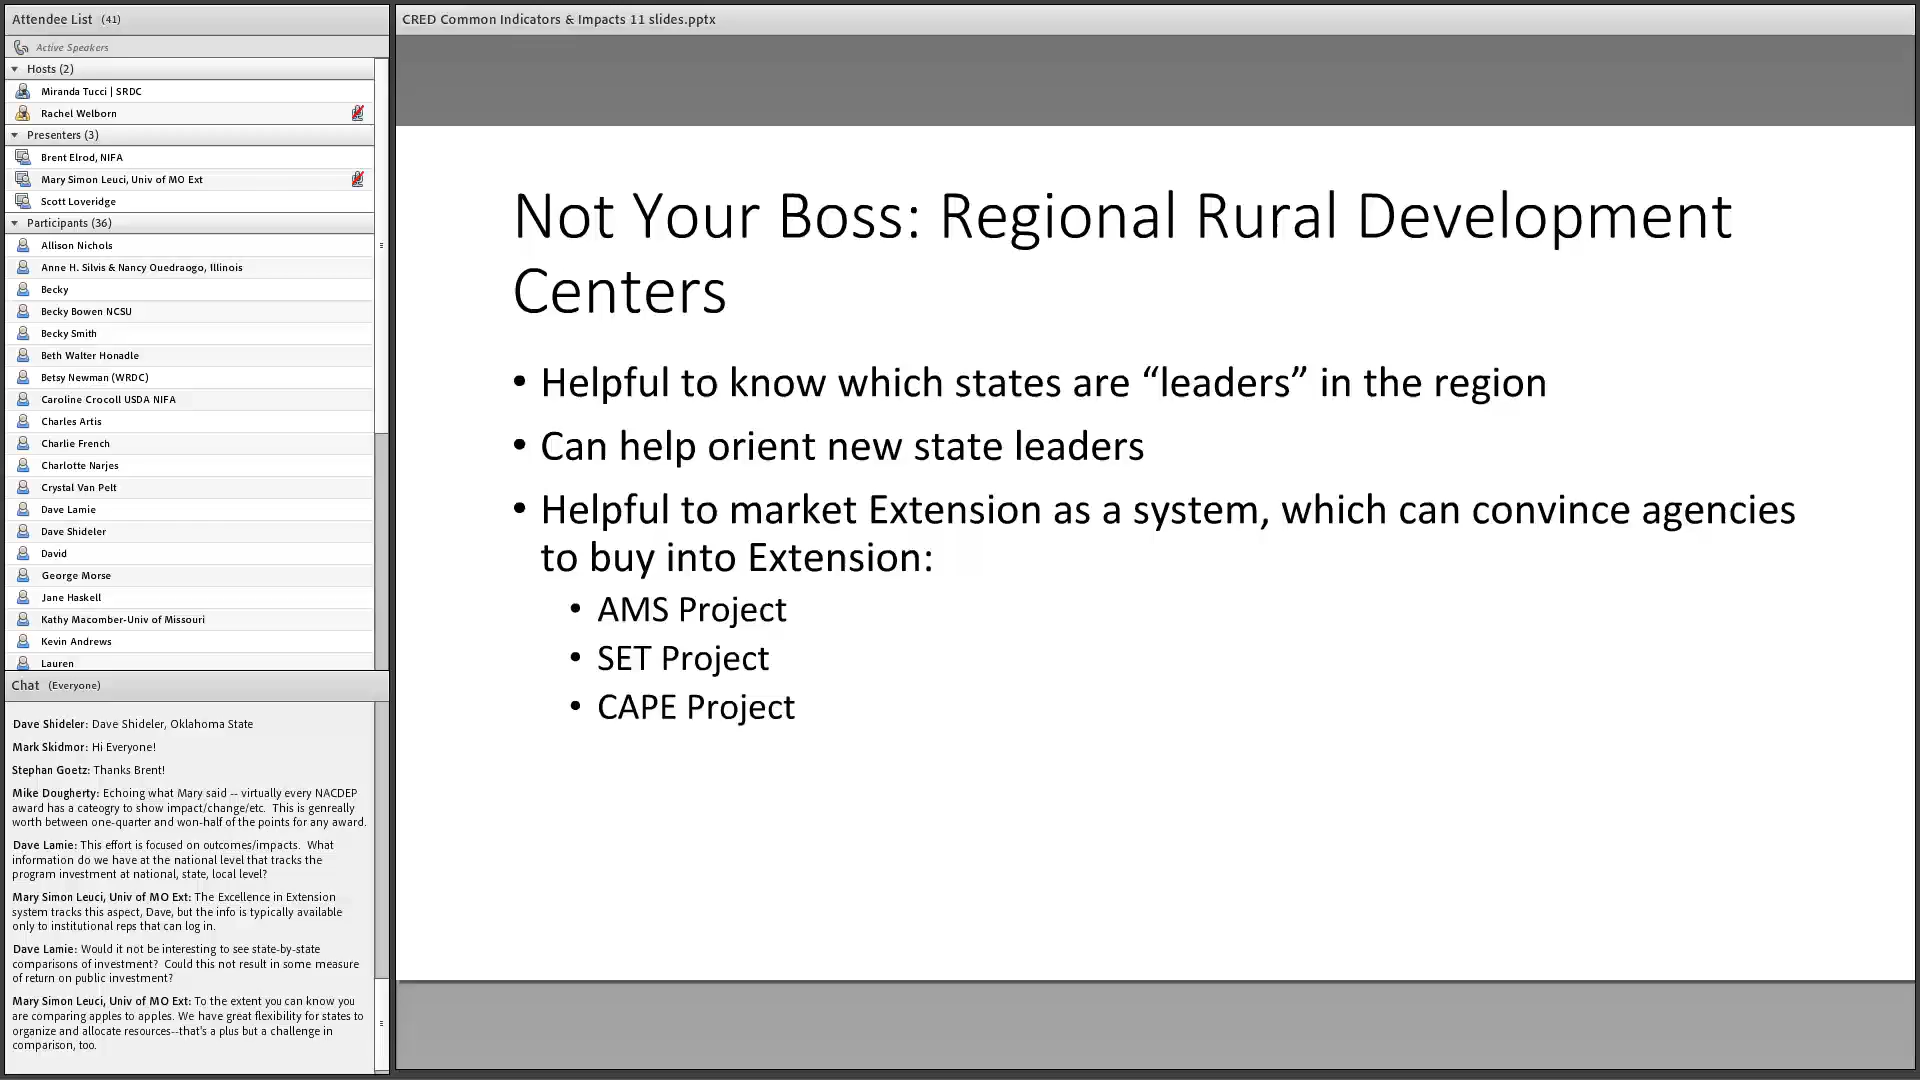 Attendee List (41)
Active Speakers
Hosts (2)
Miranda Tucci | SRDC
Rachel Welborn
Presenters (3)
Brent Elrod, NIFA
Mary Simon Leuci, Univ of MO Ext
Scott Loveridge
Participants (36)
Allison Nichols
Anne H. Silvis & Nancy Ouedraogo, Illinois
Becky
Becky Bowen NCSU
Becky Smith
Beth Walter Honadle
Betsy Newman (WRDC)
Caroline Crocoll USDA NIFA
Charles Artis
Charlie French
Charlotte Narjes
Crystal Van Pelt
Dave Lamie
Dave Shideler
David
George Morse
Jane Haskell
Kathy Macomber-Univ of Missouri
Kevin Andrews
Lauren
Chat (Everyone)
Dave Shideler: Dave Shideler, Oklahoma State
Mark Skidmor: Hi Everyone!
Stephan Goetz: Thanks Brent!
Mike Dougherty: Echoing what Mary said -- virtually every NACDEP
award has a cateogry to show impact/change/etc. This is genreally
worth between one-quarter and won-half of the points for any award.
Dave Lamie: This effort is focused on outcomes/impacts. What
information do we have at the national level that tracks the
program investment at national, state, local level?
Mary Simon Leuci, Univ of MO Ext: The Excellence in Extension
system tracks this aspect, Dave, but the info is typically available
only to institutional reps that can log in.
Dave Lamie: Would it not be interesting to see state-by-state
comparisons of investment? Could this not result in some measure
of return on public investment?
Mary Simon Leuci, Univ of MO Ext: To the extent you can know you
are comparing apples to apples. We have great flexibility for states to
organize and allocate resources--that's a plus but a challenge in
comparison, too.
CRED Common Indicators & Impacts 11 slides.pptx
Not Your Boss: Regional Rural Development
Centers
• Helpful to know which states are “leaders” in the region
• Can help orient new state leaders
• Helpful to market Extension as a system, which can convince agencies
to buy into Extension:
• AMS Project
• SET Project
• CAPE Project